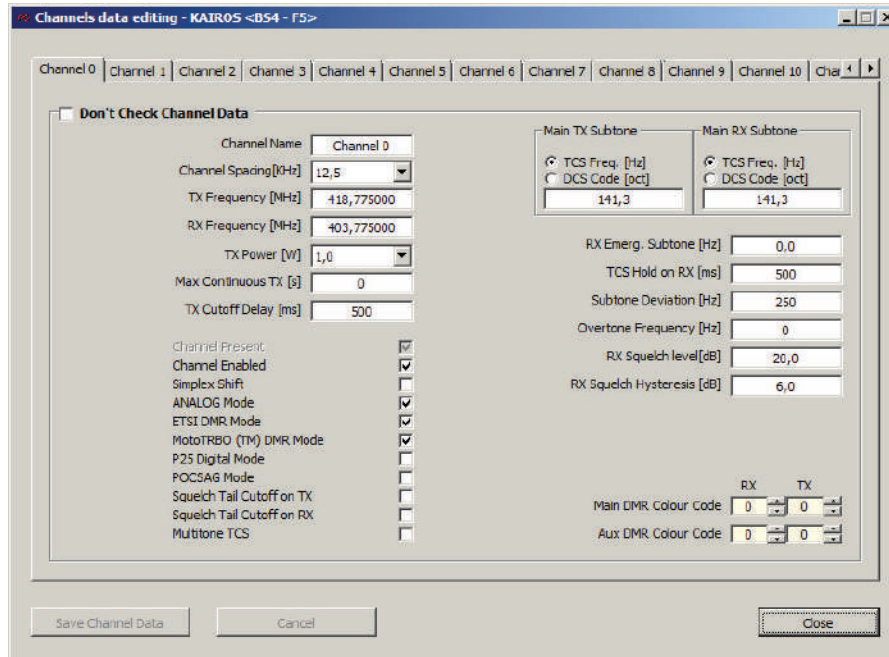 Channels data editing - KAIROS <BS4 - F5>
Channel 0 Channel 1 Channel 2 Channel 3 Channel 4 Channel 5 Channel 6 Channel 7 Channel 8 Channel 9 Channel 10 Char
Don't Check Channel Data
Channel Name Channel 0
Channel Spacing[KHz] 12,5
TX Frequency [MHz] 418,775000
RX Frequency [MHz] 403,775000
TX Power [W] 1,0
Max Continuous TX [s] 0
TX Cutoff Delay [ms] 500
Channel Present
Channel Enabled
Simplex Shift
ANALOG Mode
ETSI DMR Mode
MotoTRBO (TM) DMR Mode
P25 Digital Mode
POCSAG Mode
Squelch Tail Cutoff on TX
Squelch Tail Cutoff on RX
Multitone TCS
Main TX Subtone
TCS Freq. [Hz]
DCS Code [oct]
141,3
Main RX Subtone
TCS Freq. [Hz]
DCS Code [oct]
141,3
RX Emerg. Subtone [Hz] 0,0
TCS Hold on RX [ms] 500
Subtone Deviation [Hz] 250
Overtone Frequency [Hz] 0
RX Squelch level[dB] 20,0
RX Squelch Hysteresis [dB] 6,0
RX TX
Main DMR Colour Code 0 0
Aux DMR Colour Code 0 0
Save Channel Data Cancel Close